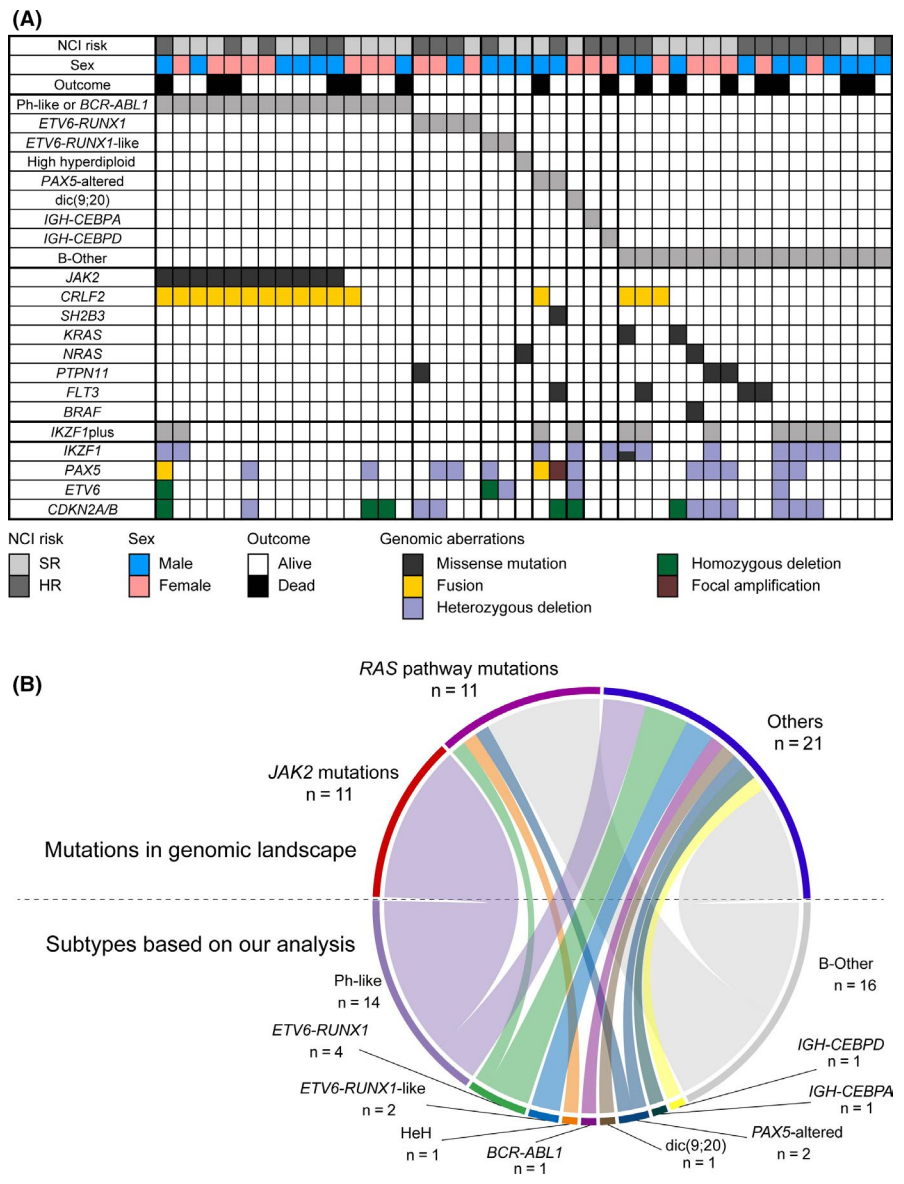 (A)
NCI risk
Sex
Outcome
Ph-like or BCR-ABL1
ETV6-RUNX1
ETV6-RUNX1-like
High hyperdiploid
PAX5-altered
dic(9;20)
IGH-CEBPA
IGH-CEBPD
B-Other
JAK2
CRLF2
SH2B3
KRAS
NRAS
PTPN11
FLT3
BRAF
IKZF1plus
IKZF1
PAX5
ETV6
CDKN2A/B
NCI risk Sex Outcome Genomic aberrations
SR Male Alive Missense mutation Homozygous deletion
HR Female Dead Fusion Focal amplification
Heterozygous deletion
(B)
RAS pathway mutations
n = 11
Others
n = 21
JAK2 mutations
n = 11
Mutations in genomic landscape
Subtypes based on our analysis
Ph-like
n = 14
B-Other
n = 16
ETV6-RUNX1
n = 4
IGH-CEBPD
n = 1
ETV6-RUNX1-like
n = 2
IGH-CEBPA
n = 1
HeH
n = 1
BCR-ABL1
n = 1
dic(9;20)
n = 1
PAX5-altered
n = 2